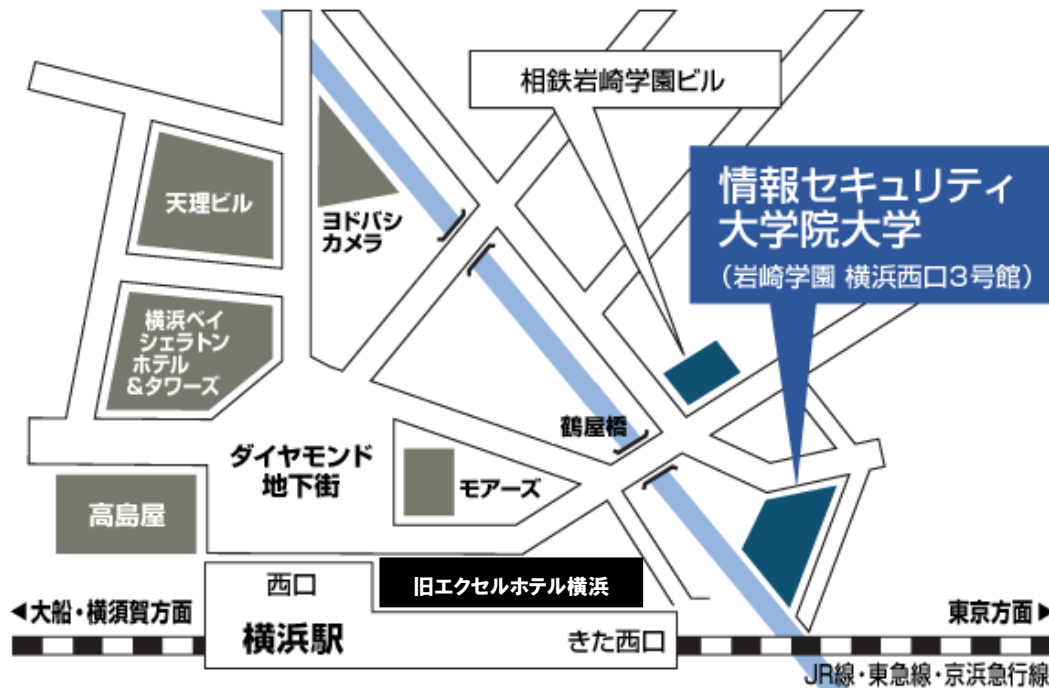 相鉄岩崎学園ビル
情報セキュリティ
大学院大学
（岩崎学園 横浜西口3号館）
天理ビル
ヨドバシ
カメラ
横浜ベイ
シェラトン
ホテル
&タワーズ
鶴屋橋
ダイヤモンド
地下街
モアーズ
高島屋
西口
旧エクセルホテル横浜
◀大船・横須賀方面
東京方面▶
横浜駅
きた西口
JR線・東急線・京浜急行線